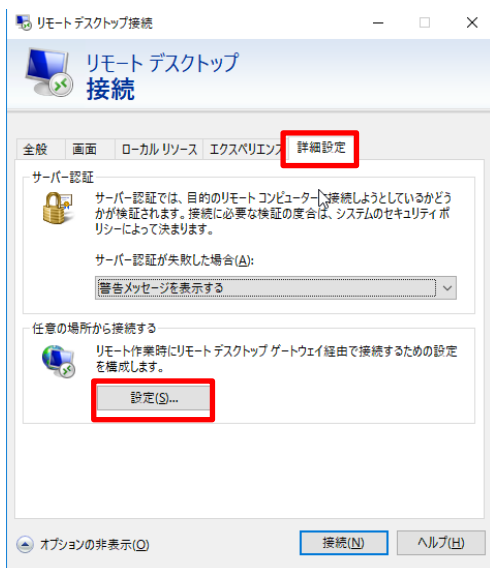 リモート デスクトップ接続
リモート デスクトップ
接続
全般 画面 ローカル リソース エクスペリエンス 詳細設定
サーバー認証
サーバー認証では、目的のリモート コンピューターに接続しようとしているかどう
かが検証されます。接続に必要な検証の度合は、システムのセキュリティ ポ
リシーによって決まります。
サーバー認証が失敗した場合(A):
警告メッセージを表示する
任意の場所から接続する
リモート作業時にリモート デスクトップ ゲートウェイ経由で接続するための設定
を構成します。
設定(S)...
オプションの非表示(O) 接続(N) ヘルプ(H)